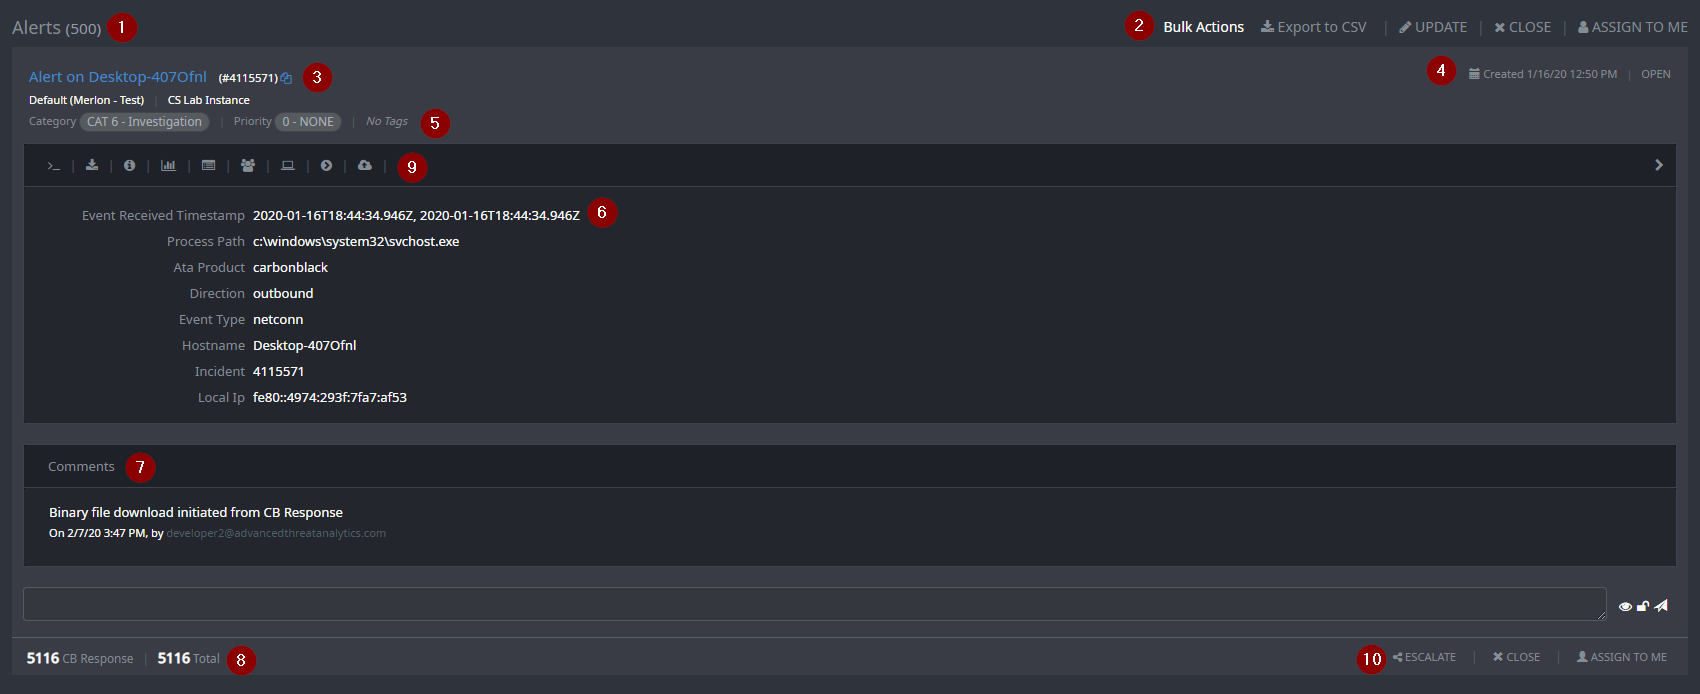 Alerts (500) 1 2 Bulk Actions Export to CSV | UPDATE | CLOSE | ASSIGN TO ME
Alert on Desktop-407Ofnl (#4115571) 3 4 Created 1/16/20 12:50 PM | OPEN
Default (Merlon - Test) | CS Lab Instance
Category CAT 6 - Investigation | Priority 0 - NONE | No Tags 5
9
Event Received Timestamp 2020-01-16T18:44:34.946Z, 2020-01-16T18:44:34.946Z 6
Process Path c:\windows\system32\svchost.exe
Ata Product carbonblack
Direction outbound
Event Type netconn
Hostname Desktop-407Ofnl
Incident 4115571
Local Ip fe80::4974:293f:7fa7:af53
Comments 7
Binary file download initiated from CB Response
On 2/7/20 3:47 PM, by developer2@advancedthreatanalytics.com
5116 CB Response | 5116 Total 8 10 ESCALATE | CLOSE | ASSIGN TO ME